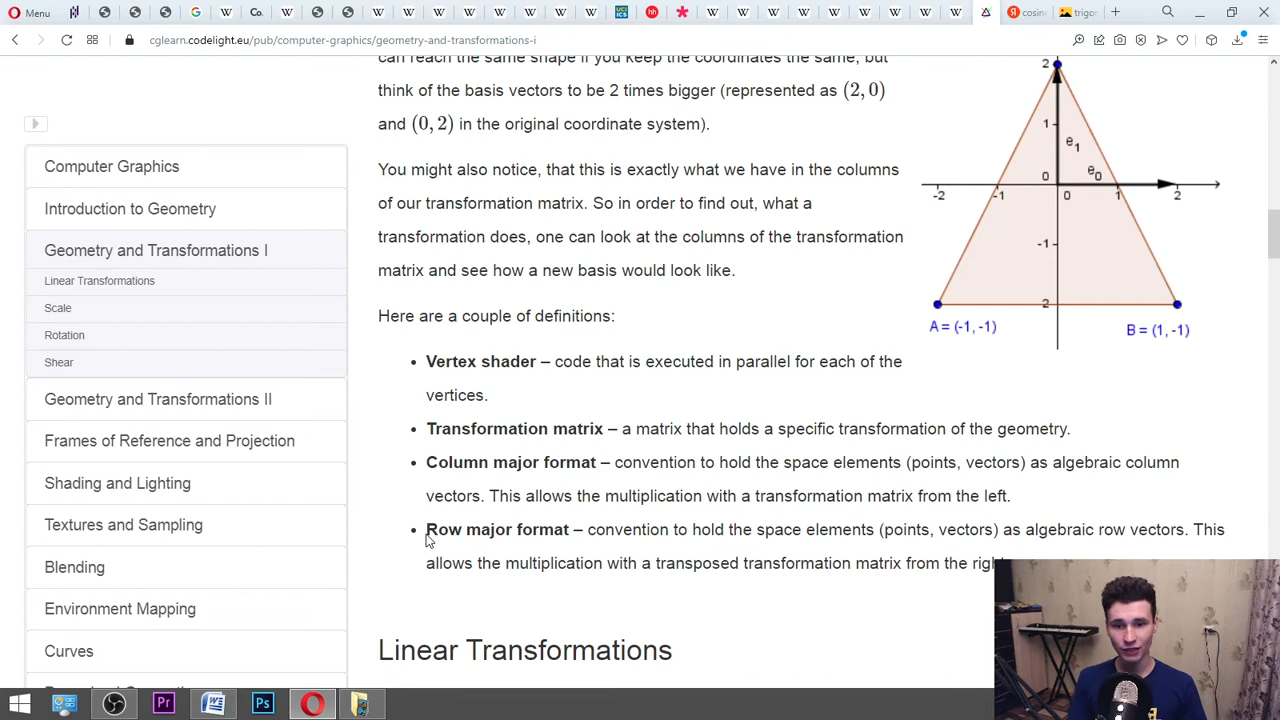 Menu
Co.
UCI
ICS
hh
cosine
trigor
cglearn.codelight.eu/pub/computer-graphics/geometry-and-transformations-i
Computer Graphics
Introduction to Geometry
Geometry and Transformations I
Linear Transformations
Scale
Rotation
Shear
Geometry and Transformations II
Frames of Reference and Projection
Shading and Lighting
Textures and Sampling
Blending
Environment Mapping
Curves
can reach the same shape if you keep the coordinates the same, but
think of the basis vectors to be 2 times bigger (represented as (2, 0)
and (0, 2) in the original coordinate system).
You might also notice, that this is exactly what we have in the columns
of our transformation matrix. So in order to find out, what a
transformation does, one can look at the columns of the transformation
matrix and see how a new basis would look like.
Here are a couple of definitions:
• Vertex shader – code that is executed in parallel for each of the
vertices.
• Transformation matrix – a matrix that holds a specific transformation of the geometry.
• Column major format – convention to hold the space elements (points, vectors) as algebraic column
vectors. This allows the multiplication with a transformation matrix from the left.
• Row major format – convention to hold the space elements (points, vectors) as algebraic row vectors. This
allows the multiplication with a transposed transformation matrix from the right
Linear Transformations
2
1
e1
0
e0
-2
-1
0
1
2
-1
2
A = (-1, -1)
B = (1, -1)
Pr
Ps